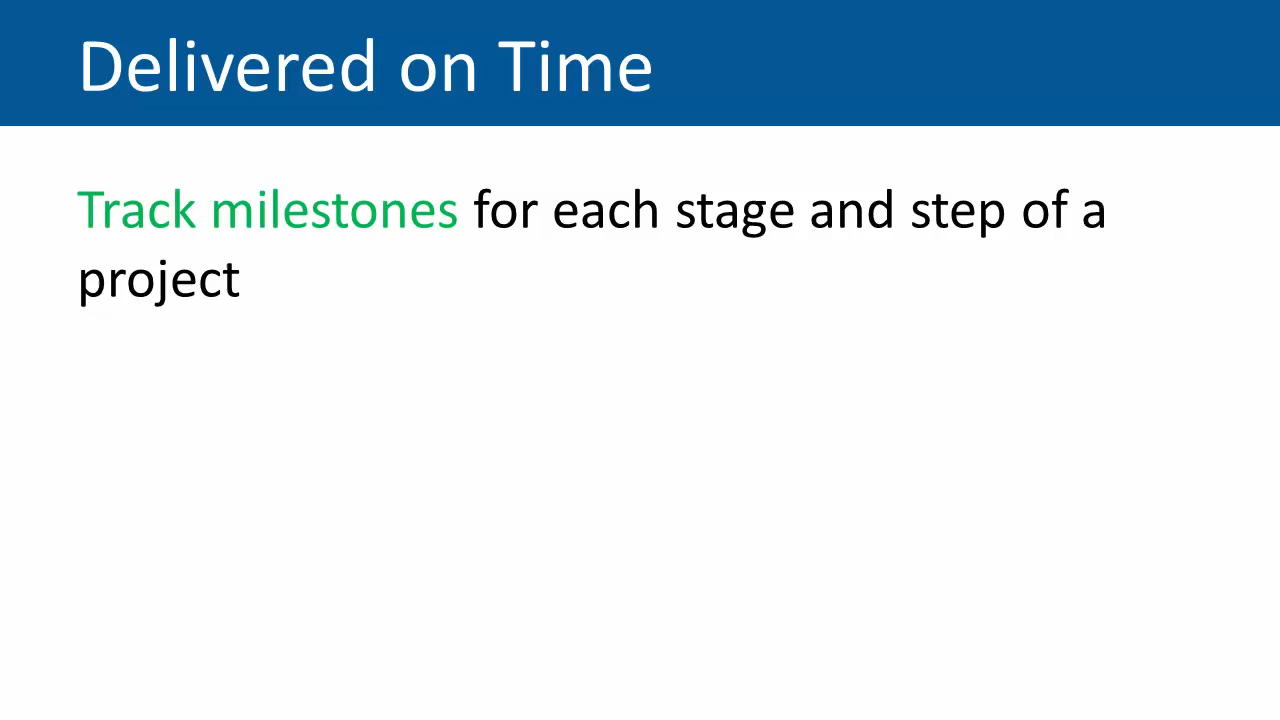 Delivered on Time
Track milestones for each stage and step of a
project